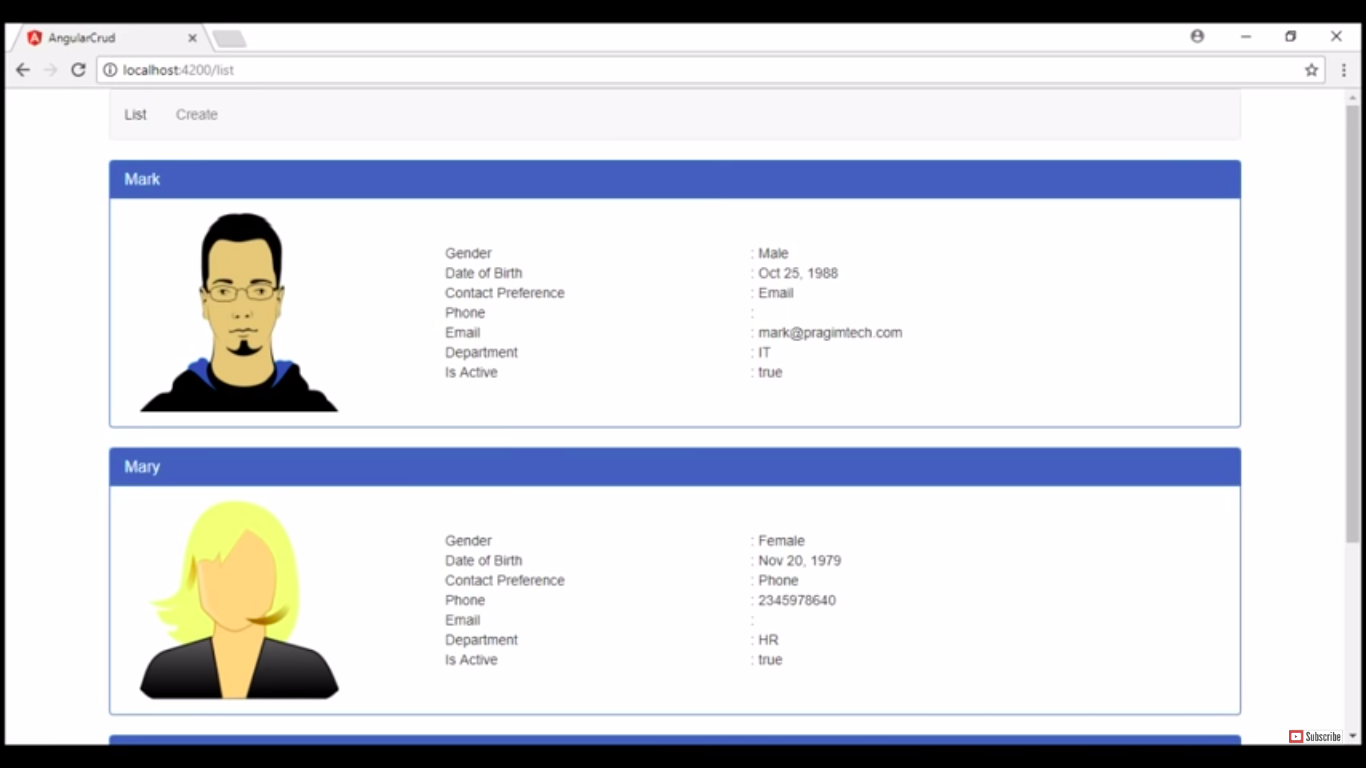 AngularCrud
localhost:4200/list
List Create
Mark
Gender : Male
Date of Birth : Oct 25, 1988
Contact Preference : Email
Phone :
Email : mark@pragimtech.com
Department : IT
Is Active : true
Mary
Gender : Female
Date of Birth : Nov 20, 1979
Contact Preference : Phone
Phone : 2345978640
Email :
Department : HR
Is Active : true
Subscribe